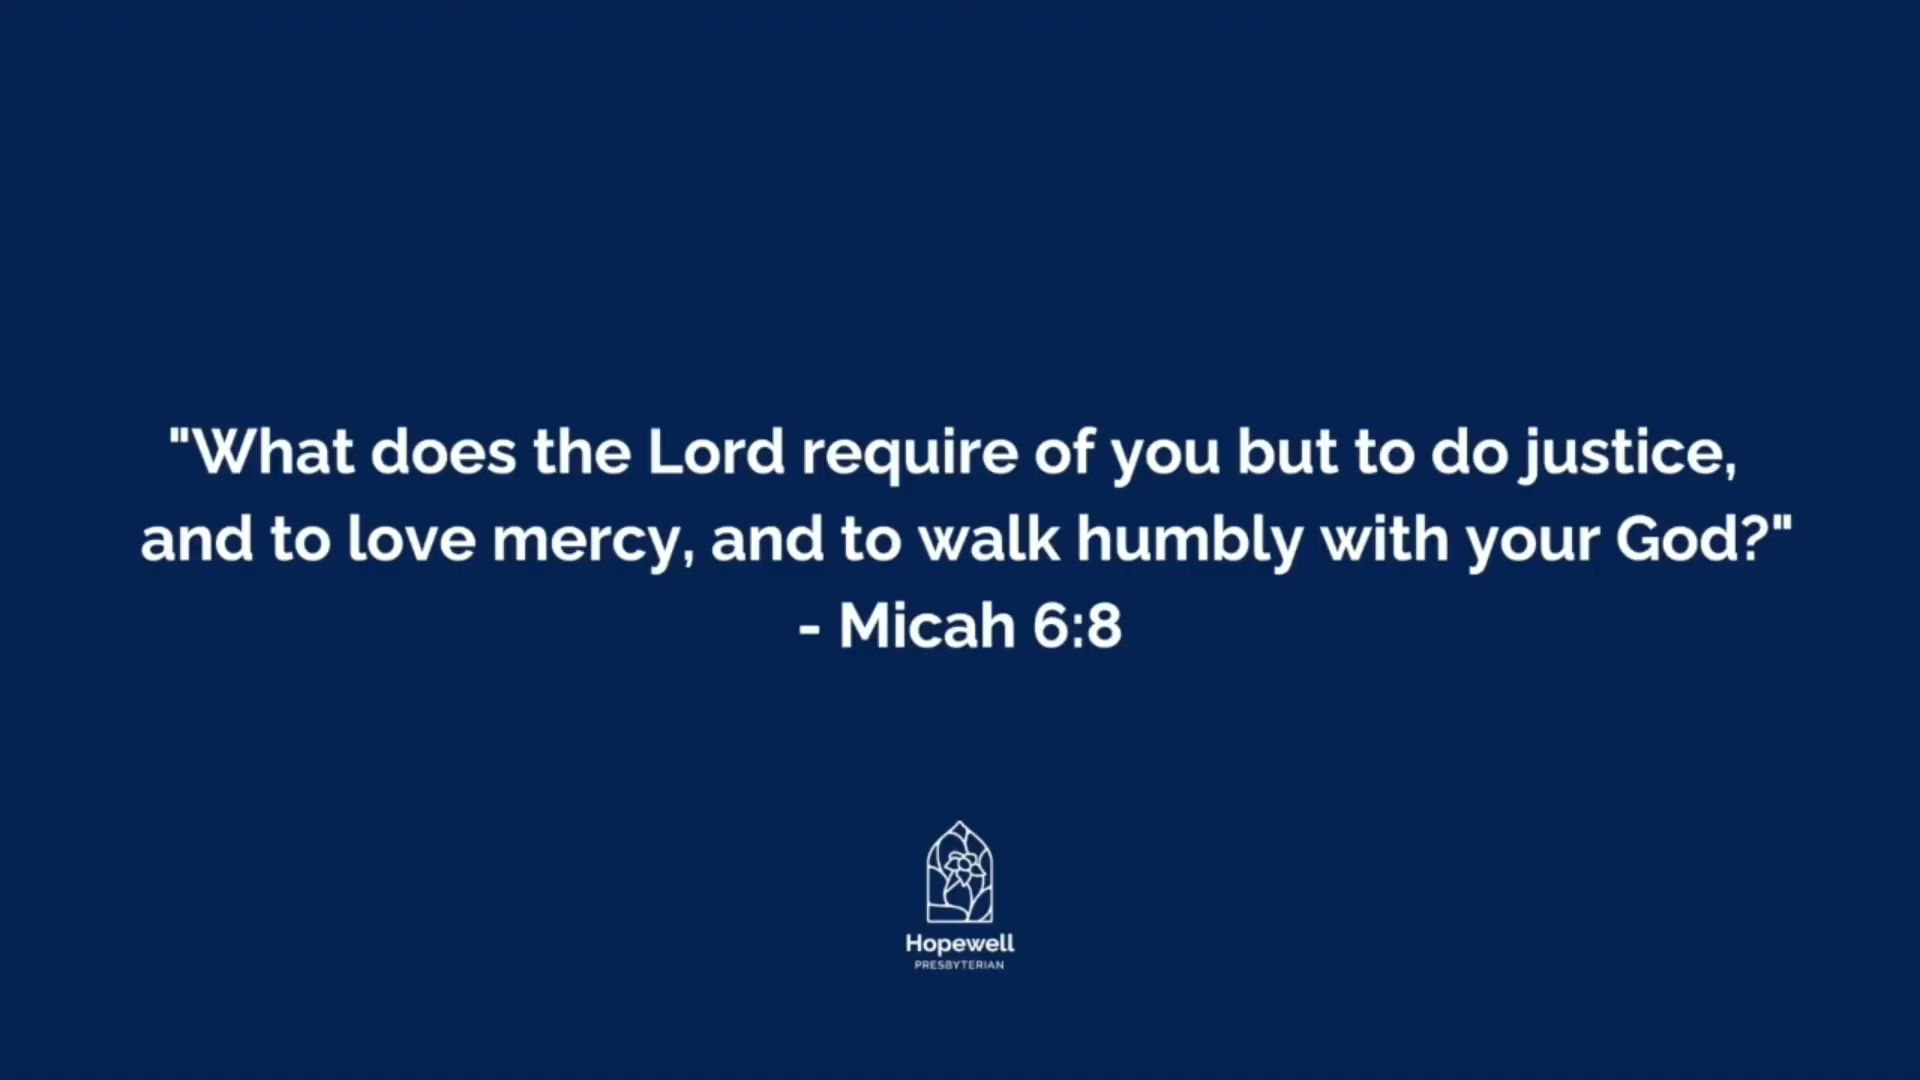 "What does the Lord require of you but to do justice,
and to love mercy, and to walk humbly with your God?"
- Micah 6:8
Hopewell
PRESBYTERIAN